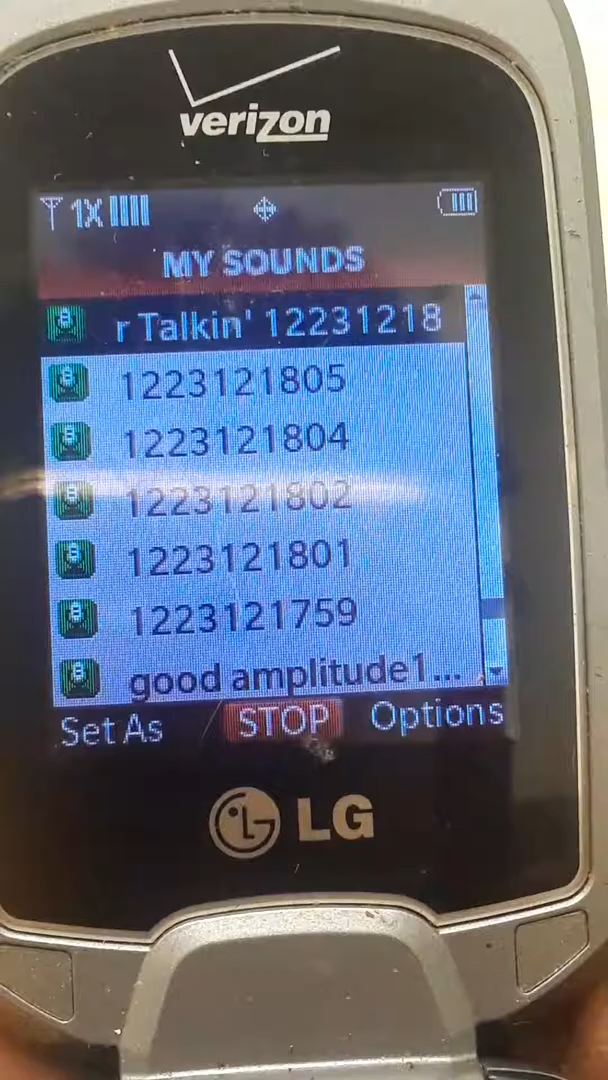 verizon
1X
MY SOUNDS
r Talkin' 12231218
1223121805
1223121804
1223121802
1223121801
1223121759
good amplitude1...
Set As STOP Options
LG